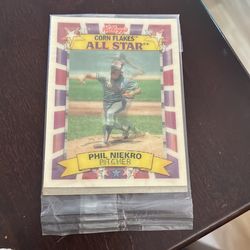 Kellogg's
CORN FLAKES
ALL STAR
PHIL NIEKRO
PITCHER